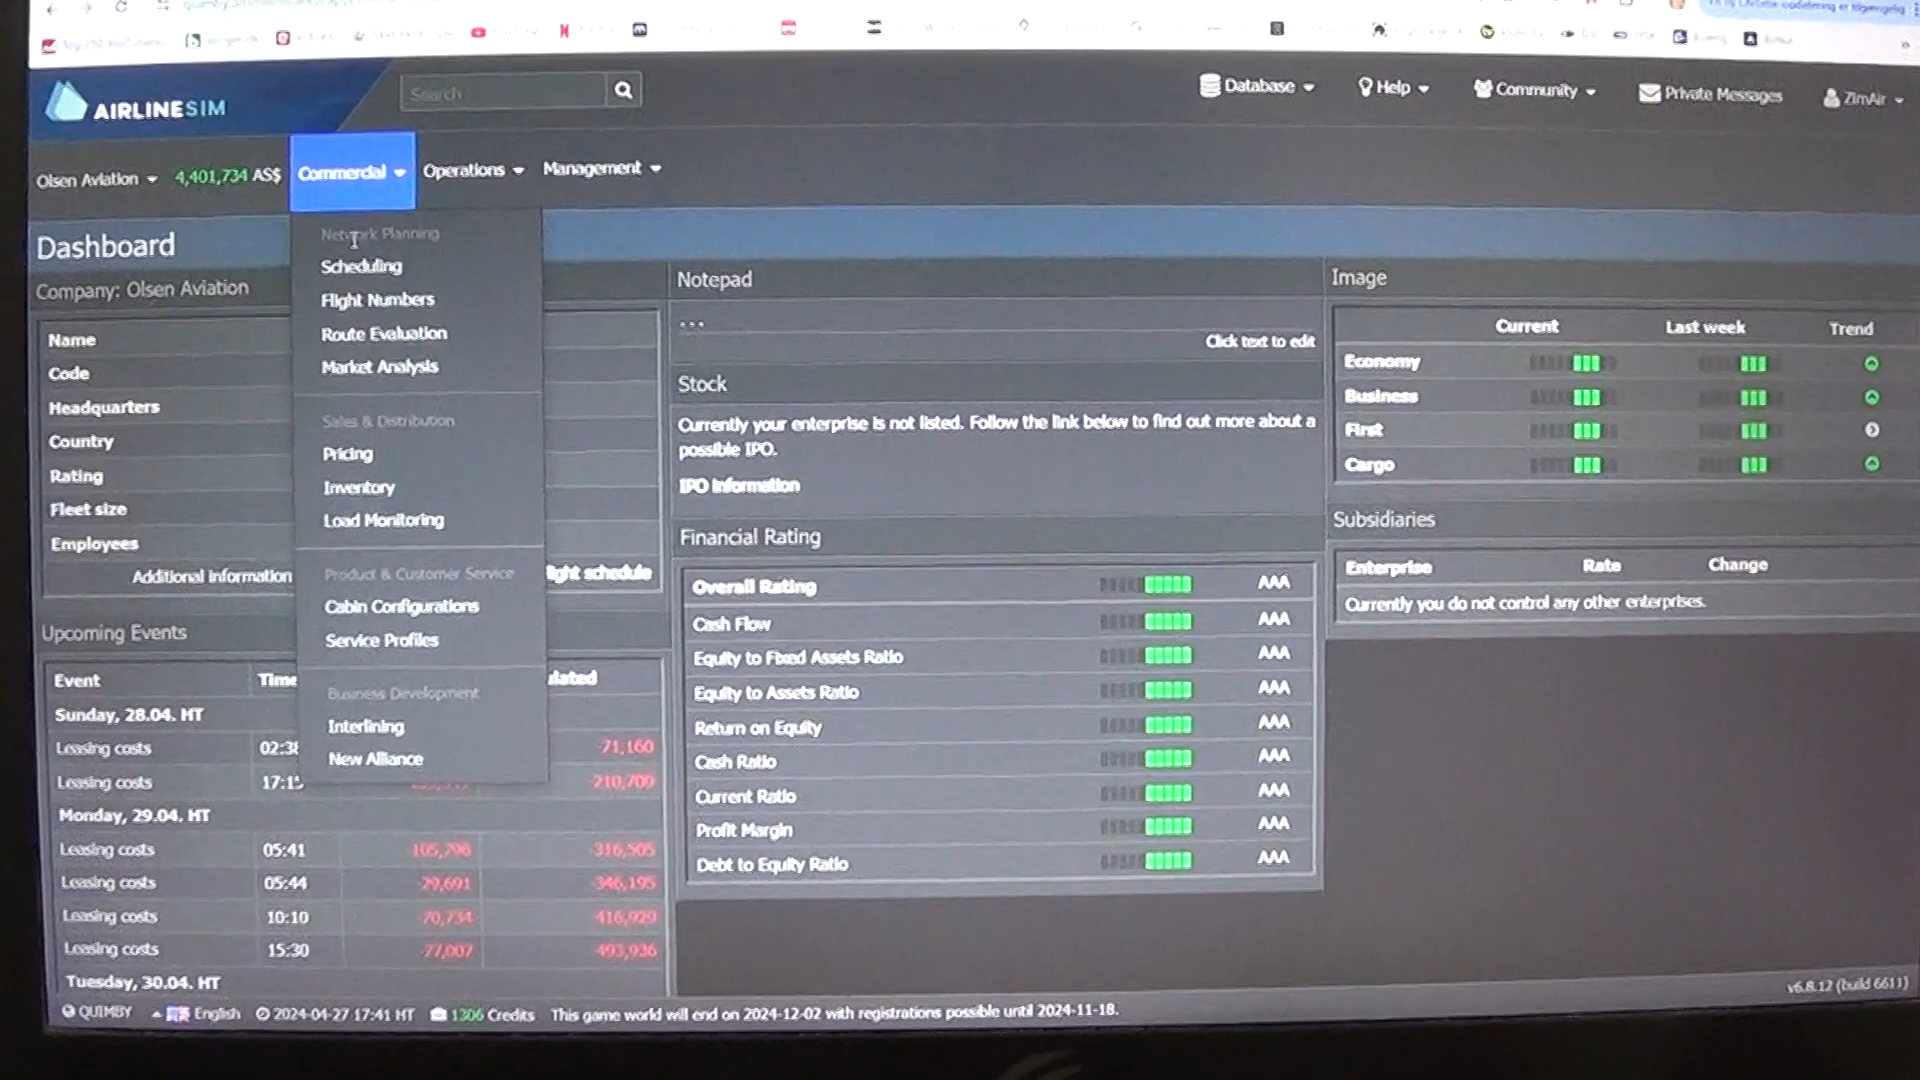 AIRLINESIM
Search
Database
Help
Community
Private Messages
ZimAir
Olsen Aviation
4,401,734 AS$
Commercial
Operations
Management
Network Planning
Scheduling
Flight Numbers
Route Evaluation
Market Analysis
Sales & Distribution
Pricing
Inventory
Load Monitoring
Product & Customer Service
Cabin Configurations
Service Profiles
Business Development
Interlining
New Alliance
Dashboard
Company: Olsen Aviation
Name
Code
Headquarters
Country
Rating
Fleet size
Employees
Additional information
flight schedule
Upcoming Events
Event Time
Sunday, 28.04. HT
Leasing costs 02:38 -71,160
Leasing costs 17:15 -210,709
Monday, 29.04. HT
Leasing costs 05:41 105,796 -316,505
Leasing costs 05:44 -29,691 -346,195
Leasing costs 10:10 -70,734 -416,929
Leasing costs 15:30 -77,007 -493,936
Tuesday, 30.04. HT
Notepad
...
Click text to edit
Stock
Currently your enterprise is not listed. Follow the link below to find out more about a
possible IPO.
IPO Information
Financial Rating
Overall Rating AAA
Cash Flow AAA
Equity to Fixed Assets Ratio AAA
Equity to Assets Ratio AAA
Return on Equity AAA
Cash Ratio AAA
Current Ratio AAA
Profit Margin AAA
Debt to Equity Ratio AAA
Image
Current Last week Trend
Economy
Business
First
Cargo
Subsidiaries
Enterprise Rate Change
Currently you do not control any other enterprises.
v6.8.12 (build 6611)
QUIMBY English 2024-04-27 17:41 HT 1306 Credits This game world will end on 2024-12-02 with registrations possible until 2024-11-18.